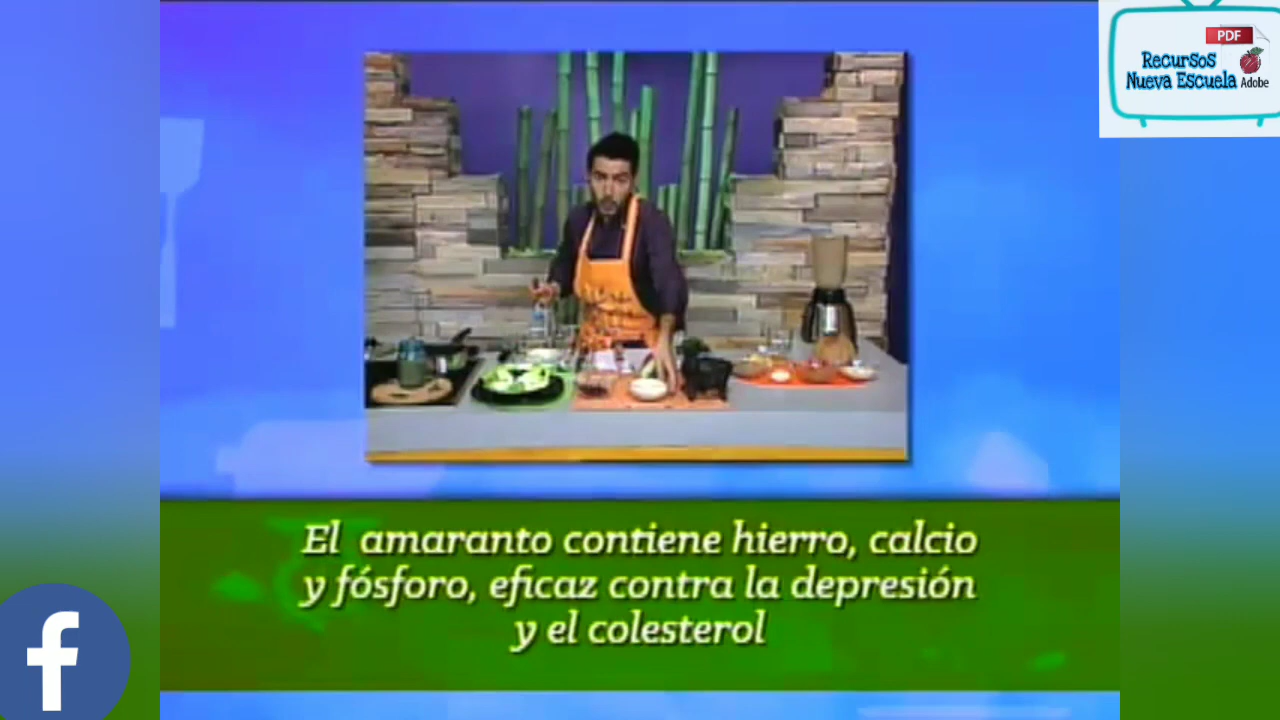 PDF
Recursos
Nueva Escuela
Adobe
El amaranto contiene hierro, calcio
y fósforo, eficaz contra la depresión
y el colesterol
f